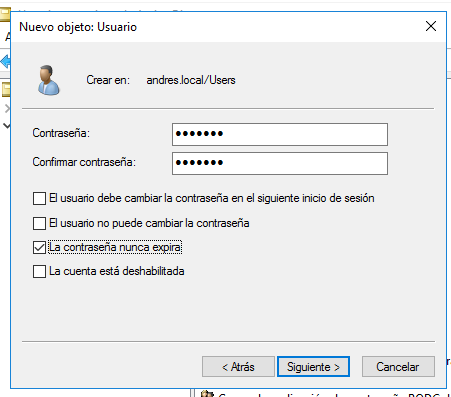 Nuevo objeto: Usuario
Crear en: andres.local/Users
Contraseña: •••••••
Confirmar contraseña: •••••••
El usuario debe cambiar la contraseña en el siguiente inicio de sesión
El usuario no puede cambiar la contraseña
La contraseña nunca expira
La cuenta está deshabilitada
< Atrás Siguiente > Cancelar